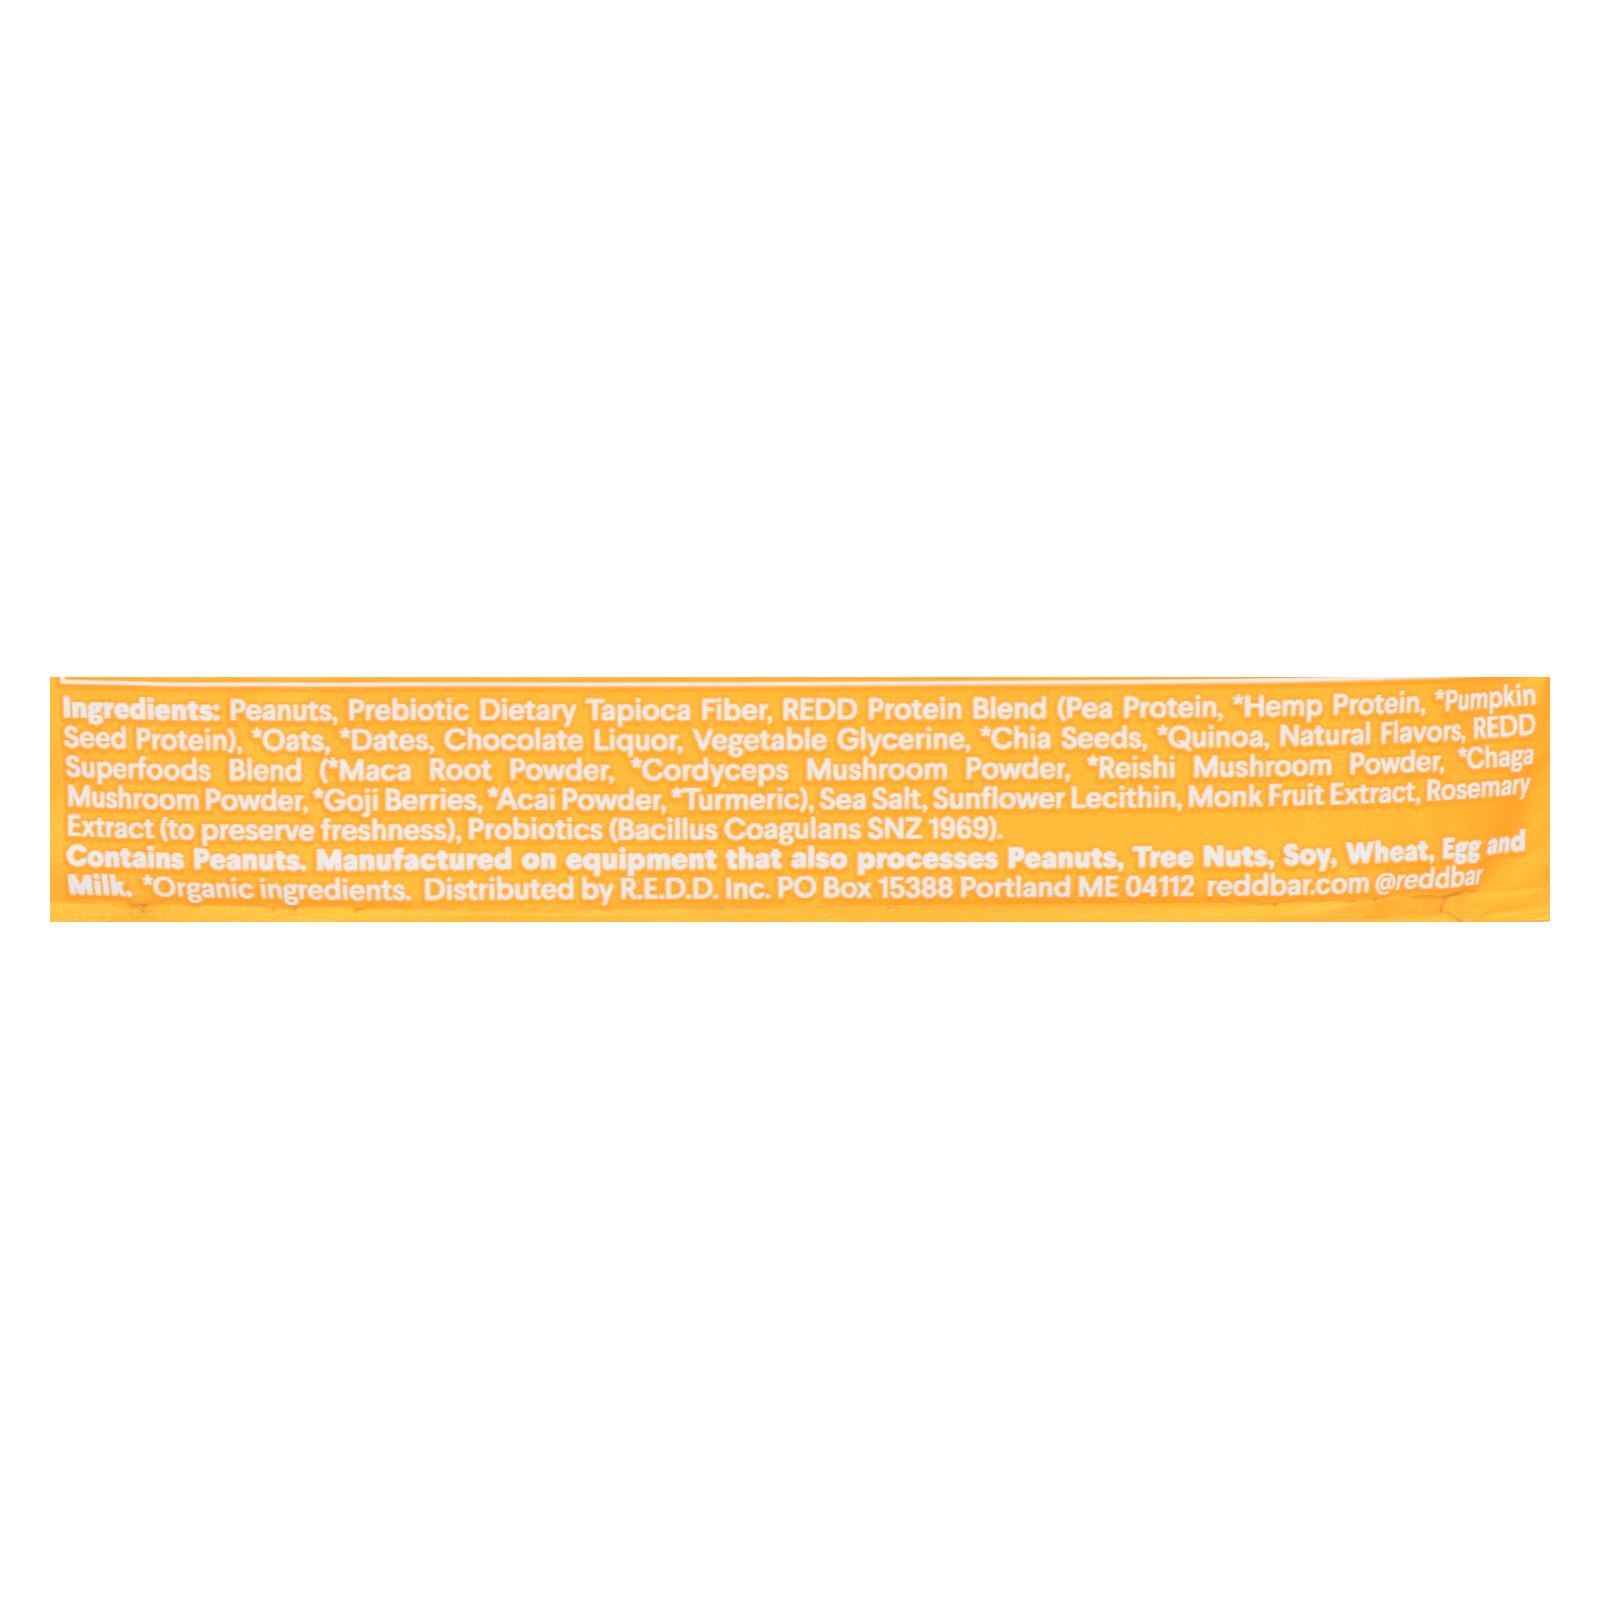 Ingredients: Peanuts, Prebiotic Dietary Tapioca Fiber, REDD Protein Blend (Pea Protein, *Hemp Protein, *Pumpkin
Seed Protein), *Oats, *Dates, Chocolate Liquor, Vegetable Glycerine, *Chia Seeds, *Quinoa, Natural Flavors, REDD
Superfoods Blend (*Maca Root Powder, *Cordyceps Mushroom Powder, *Reishi Mushroom Powder, *Chaga
Mushroom Powder, *Goji Berries, *Acai Powder, *Turmeric), Sea Salt, Sunflower Lecithin, Monk Fruit Extract, Rosemary
Extract (to preserve freshness), Probiotics (Bacillus Coagulans SNZ 1969).
Contains Peanuts. Manufactured on equipment that also processes Peanuts, Tree Nuts, Soy, Wheat, Egg and
Milk. *Organic ingredients. Distributed by R.E.D.D. Inc. PO Box 15388 Portland ME 04112 reddbar.com @reddbar